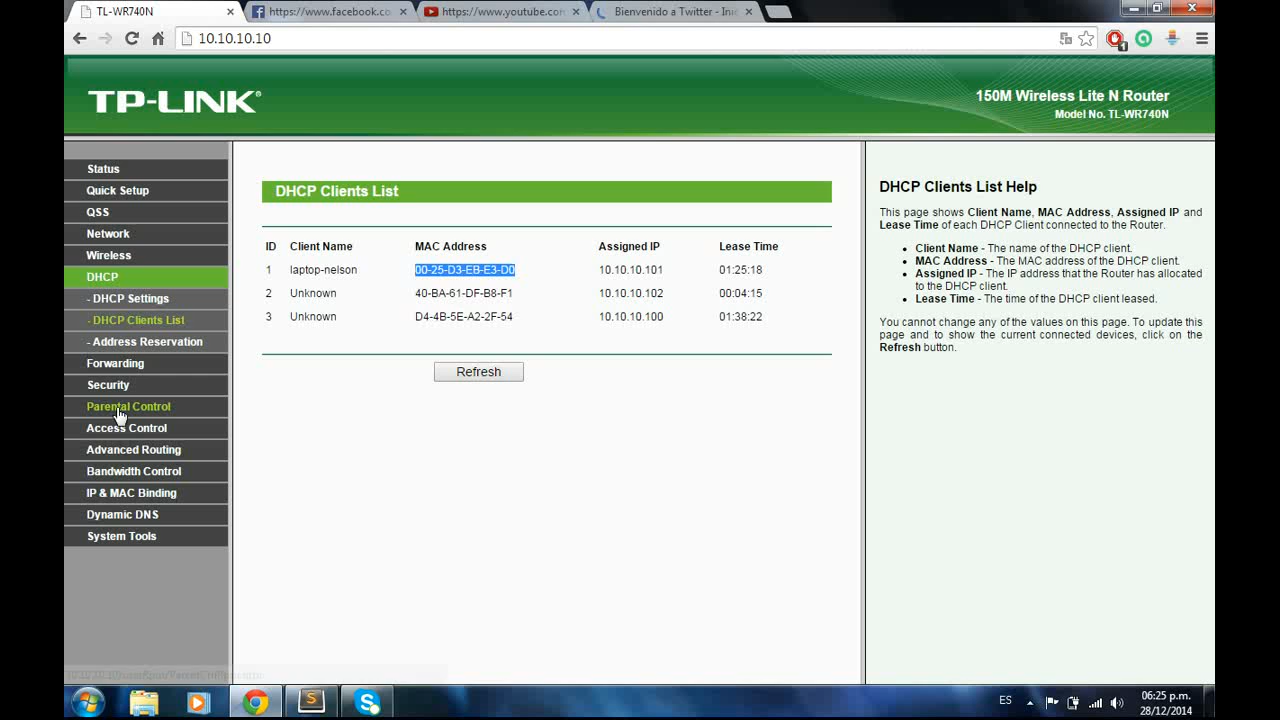 TL-WR740N
https://www.facebook.co
https://www.youtube.com
Bienvenido a Twitter - Ini
10.10.10.10
1
TP-LINK®
150M Wireless Lite N Router
Model No. TL-WR740N
Status
Quick Setup
QSS
Network
Wireless
DHCP
- DHCP Settings
- DHCP Clients List
- Address Reservation
Forwarding
Security
Parental Control
Access Control
Advanced Routing
Bandwidth Control
IP & MAC Binding
Dynamic DNS
System Tools
DHCP Clients List
ID Client Name MAC Address Assigned IP Lease Time
1 laptop-nelson 00-25-D3-EB-E3-D0 10.10.10.101 01:25:18
2 Unknown 40-BA-61-DF-B8-F1 10.10.10.102 00:04:15
3 Unknown D4-4B-5E-A2-2F-54 10.10.10.100 01:38:22
Refresh
DHCP Clients List Help
This page shows Client Name, MAC Address, Assigned IP and
Lease Time of each DHCP Client connected to the Router.
• Client Name - The name of the DHCP client.
• MAC Address - The MAC address of the DHCP client.
• Assigned IP - The IP address that the Router has allocated
to the DHCP client.
• Lease Time - The time of the DHCP client leased.
You cannot change any of the values on this page. To update this
page and to show the current connected devices, click on the
Refresh button.
ES
06:25 p.m.
28/12/2014